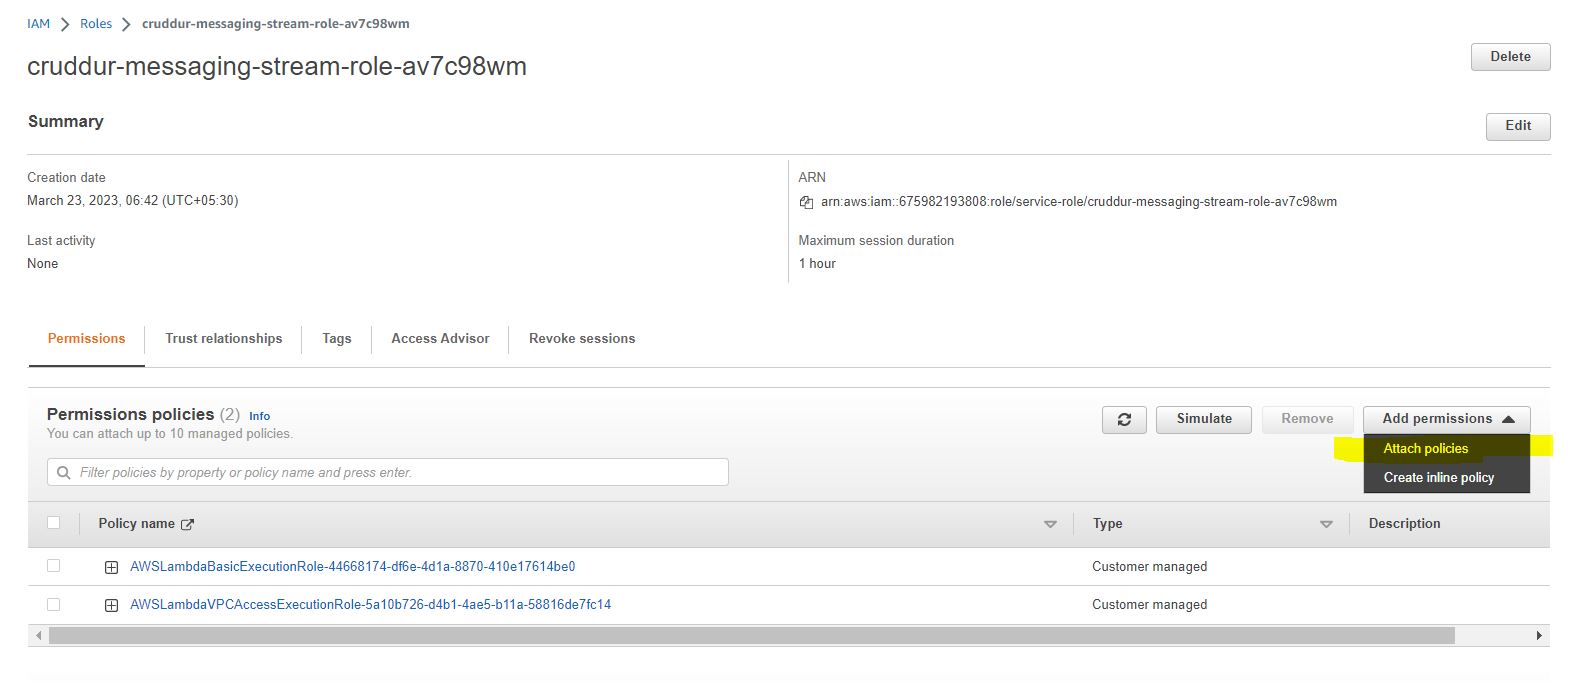 IAM > Roles > cruddur-messaging-stream-role-av7c98wm
cruddur-messaging-stream-role-av7c98wm
Delete
Summary
Edit
Creation date
March 23, 2023, 06:42 (UTC+05:30)
ARN
arn:aws:iam::675982193808:role/service-role/cruddur-messaging-stream-role-av7c98wm
Last activity
None
Maximum session duration
1 hour
Permissions Trust relationships Tags Access Advisor Revoke sessions
Permissions policies (2) Info
You can attach up to 10 managed policies.
Simulate Remove Add permissions
Attach policies
Create inline policy
Filter policies by property or policy name and press enter.
Policy name Type Description
AWSLambdaBasicExecutionRole-44668174-df6e-4d1a-8870-410e17614be0 Customer managed
AWSLambdaVPCAccessExecutionRole-5a10b726-d4b1-4ae5-b11a-58816de7fc14 Customer managed